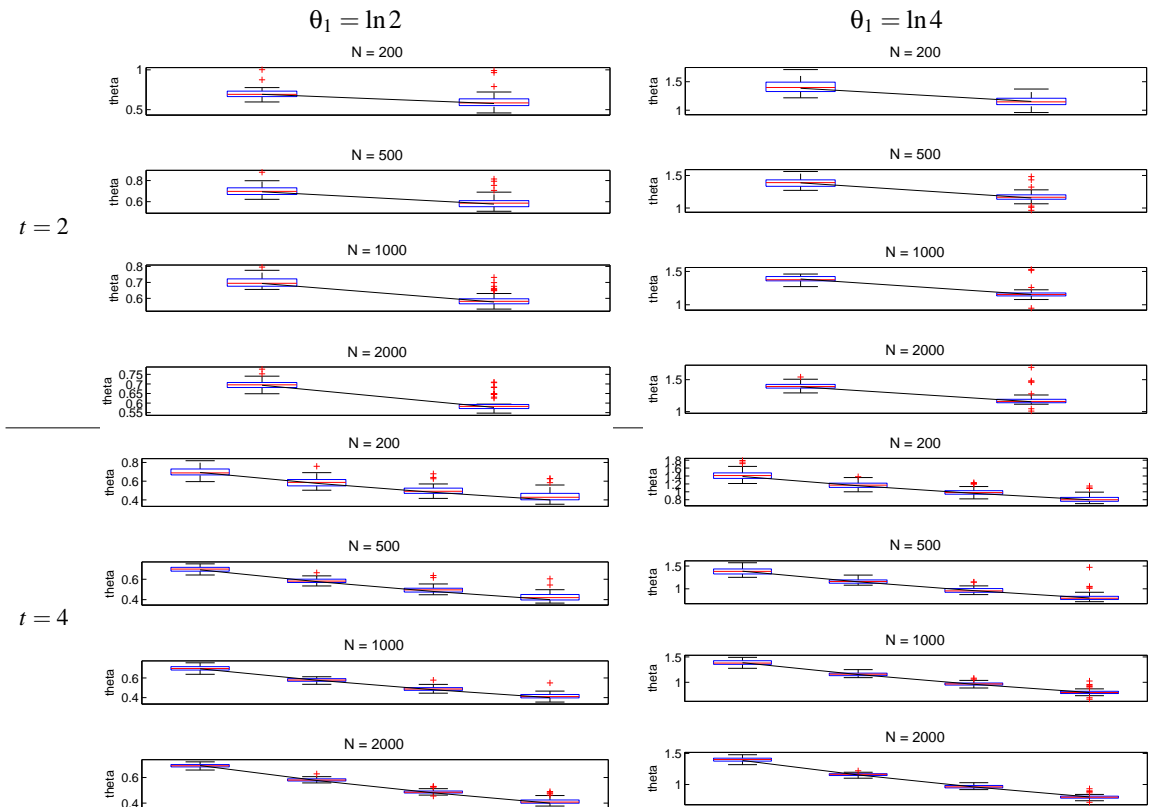 θ₁ = ln 2
θ₁ = ln 4
t = 2
N = 200
theta
1
0.5
N = 200
1.5
1
N = 500
theta
0.8
0.6
N = 500
1.5
1
N = 1000
theta
0.8
0.7
0.6
N = 1000
1.5
1
N = 2000
theta
0.75
0.7
0.65
0.6
0.55
N = 2000
1.5
1
t = 4
N = 200
theta
0.8
0.6
0.4
N = 200
theta
1.8
1.6
1.4
1.2
1
0.8
N = 500
theta
0.6
0.4
N = 500
theta
1.5
1
N = 1000
theta
0.6
0.4
N = 1000
theta
1.5
1
N = 2000
theta
0.6
0.4
N = 2000
theta
1.5
1